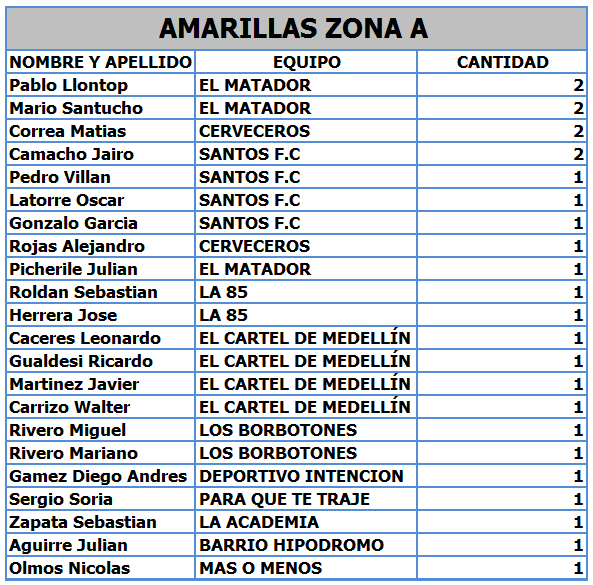 AMARILLAS ZONA A
NOMBRE Y APELLIDO EQUIPO CANTIDAD
Pablo Llontop EL MATADOR 2
Mario Santucho EL MATADOR 2
Correa Matias CERVECEROS 2
Camacho Jairo SANTOS F.C 2
Pedro Villan SANTOS F.C 1
Latorre Oscar SANTOS F.C 1
Gonzalo Garcia SANTOS F.C 1
Rojas Alejandro CERVECEROS 1
Picherile Julian EL MATADOR 1
Roldan Sebastian LA 85 1
Herrera Jose LA 85 1
Caceres Leonardo EL CARTEL DE MEDELLÍN 1
Gualdesi Ricardo EL CARTEL DE MEDELLÍN 1
Martinez Javier EL CARTEL DE MEDELLÍN 1
Carrizo Walter EL CARTEL DE MEDELLÍN 1
Rivero Miguel LOS BORBOTONES 1
Rivero Mariano LOS BORBOTONES 1
Gamez Diego Andres DEPORTIVO INTENCION 1
Sergio Soria PARA QUE TE TRAJE 1
Zapata Sebastian LA ACADEMIA 1
Aguirre Julian BARRIO HIPODROMO 1
Olmos Nicolas MAS O MENOS 1